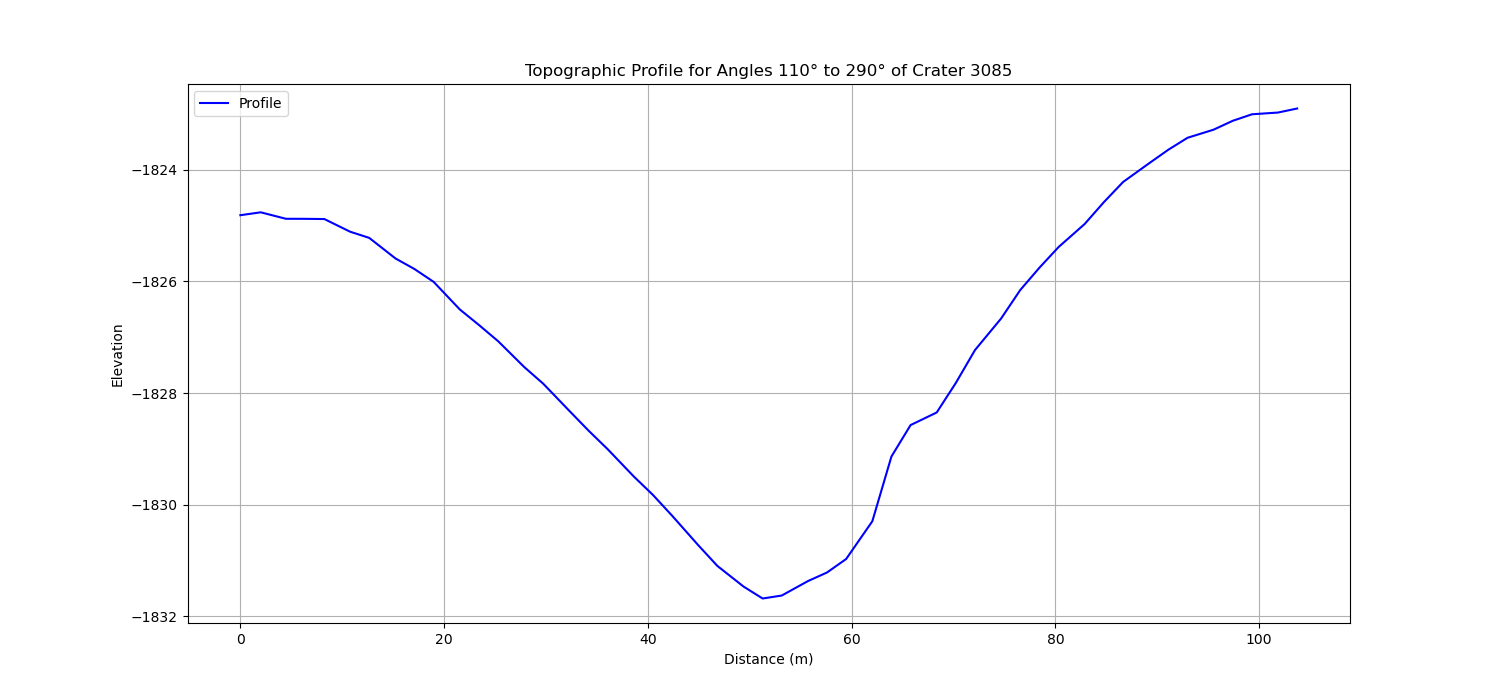 Topographic Profile for Angles 110° to 290° of Crater 3085
Profile
Elevation
−1824
−1826
−1828
−1830
−1832
0 20 40 60 80 100
Distance (m)